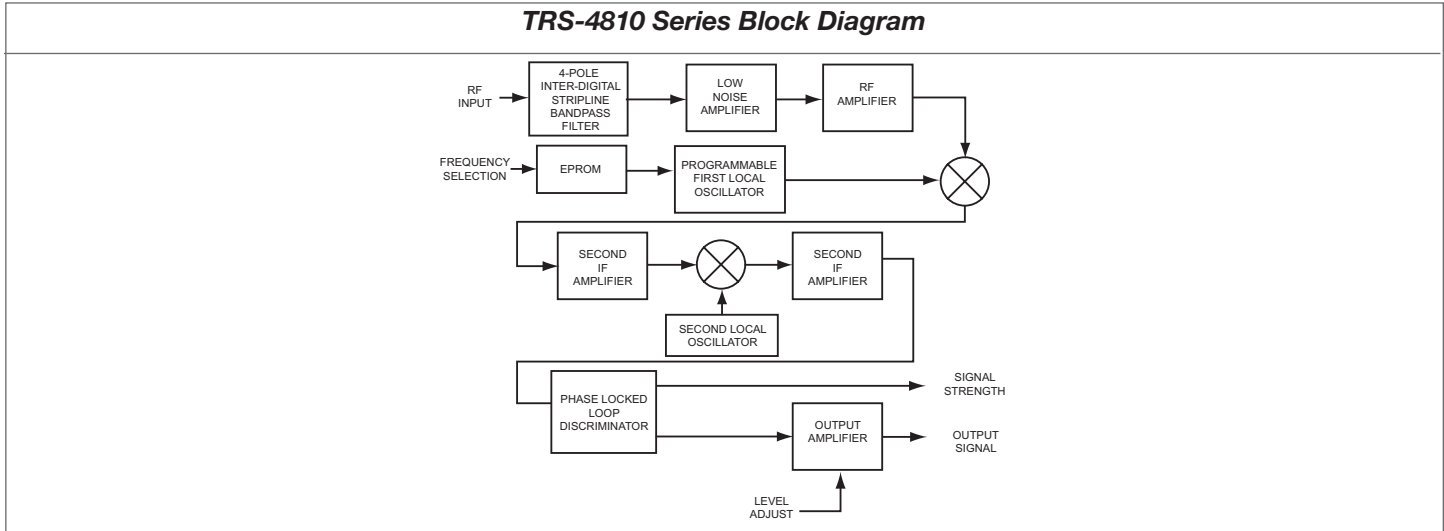 TRS-4810 Series Block Diagram
RF
INPUT
4-POLE
INTER-DIGITAL
STRIPLINE
BANDPASS
FILTER
LOW
NOISE
AMPLIFIER
RF
AMPLIFIER
FREQUENCY
SELECTION
EPROM
PROGRAMMABLE
FIRST LOCAL
OSCILLATOR
SECOND
IF
AMPLIFIER
SECOND
IF
AMPLIFIER
SECOND LOCAL
OSCILLATOR
PHASE LOCKED
LOOP
DISCRIMINATOR
SIGNAL
STRENGTH
OUTPUT
AMPLIFIER
OUTPUT
SIGNAL
LEVEL
ADJUST